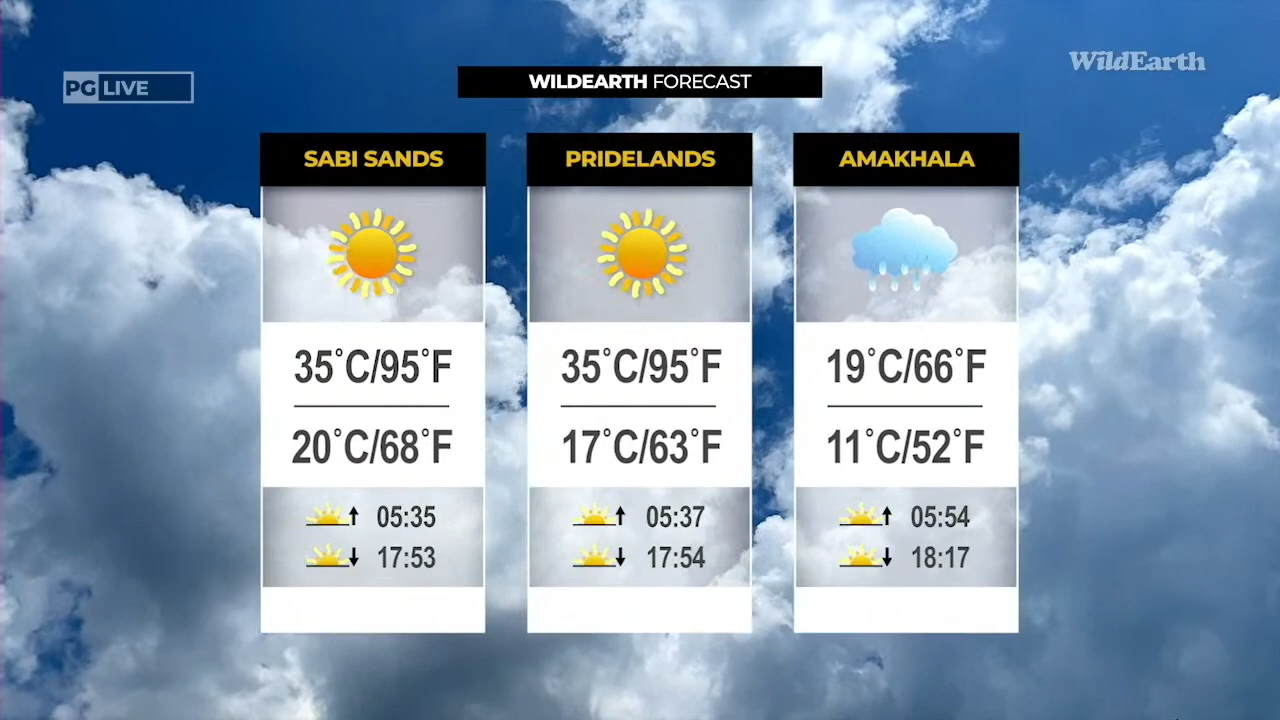 PG LIVE
WILDEARTH FORECAST
WildEarth
SABI SANDS
35°C/95°F
20°C/68°F
05:35
17:53
PRIDELANDS
35°C/95°F
17°C/63°F
05:37
17:54
AMAKHALA
19°C/66°F
11°C/52°F
05:54
18:17